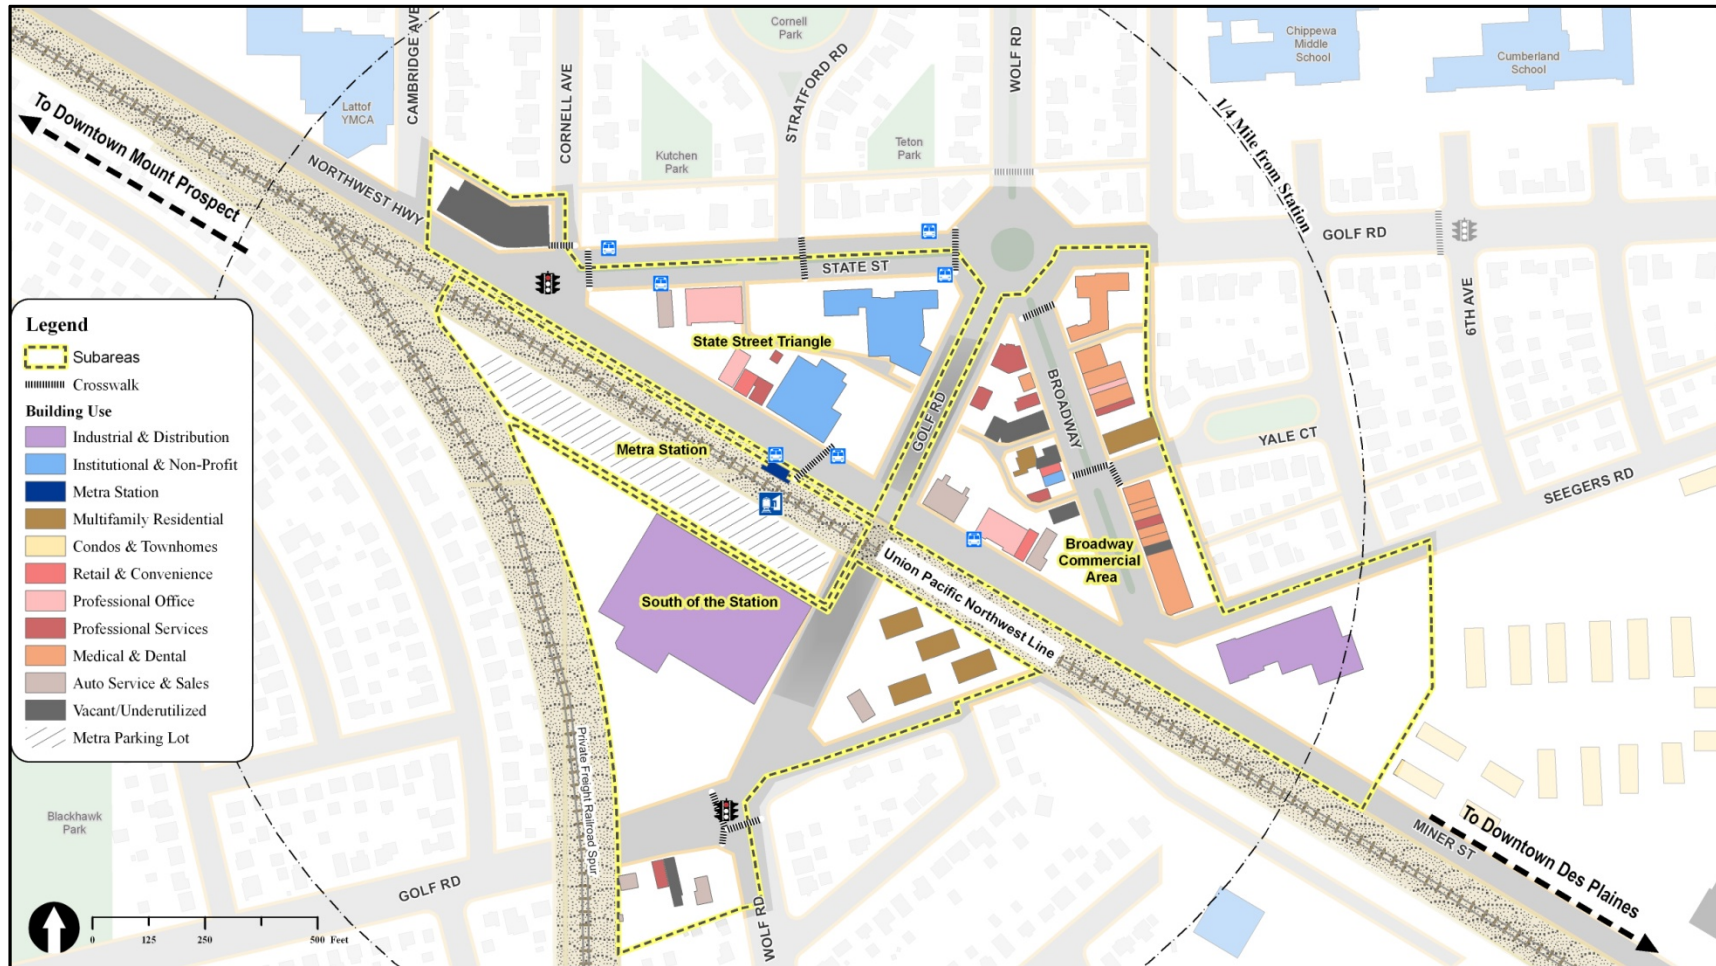 Cornell
Park
CAMBRIDGE AVE
CORNELL AVE
STRATFORD RD
WOLF RD
Chippewa
Middle
School
Cumberland
School
Lattof
YMCA
To Downtown Mount Prospect
NORTHWEST HWY
Kutchen
Park
Teton
Park
1/4 Mile from Station
GOLF RD
6TH AVE
STATE ST
State Street Triangle
Legend
Subareas
Crosswalk
Building Use
Industrial & Distribution
Institutional & Non-Profit
Metra Station
Multifamily Residential
Condos & Townhomes
Retail & Convenience
Professional Office
Professional Services
Medical & Dental
Auto Service & Sales
Vacant/Underutilized
Metra Parking Lot
GOLF RD
BROADWAY
YALE CT
SEEGERS RD
Metra Station
Broadway
Commercial
Area
South of the Station
Union Pacific Northwest Line
Private Freight Railroad Spur
Blackhawk
Park
GOLF RD
WOLF RD
MINER ST
To Downtown Des Plaines
0 125 250 500 Feet